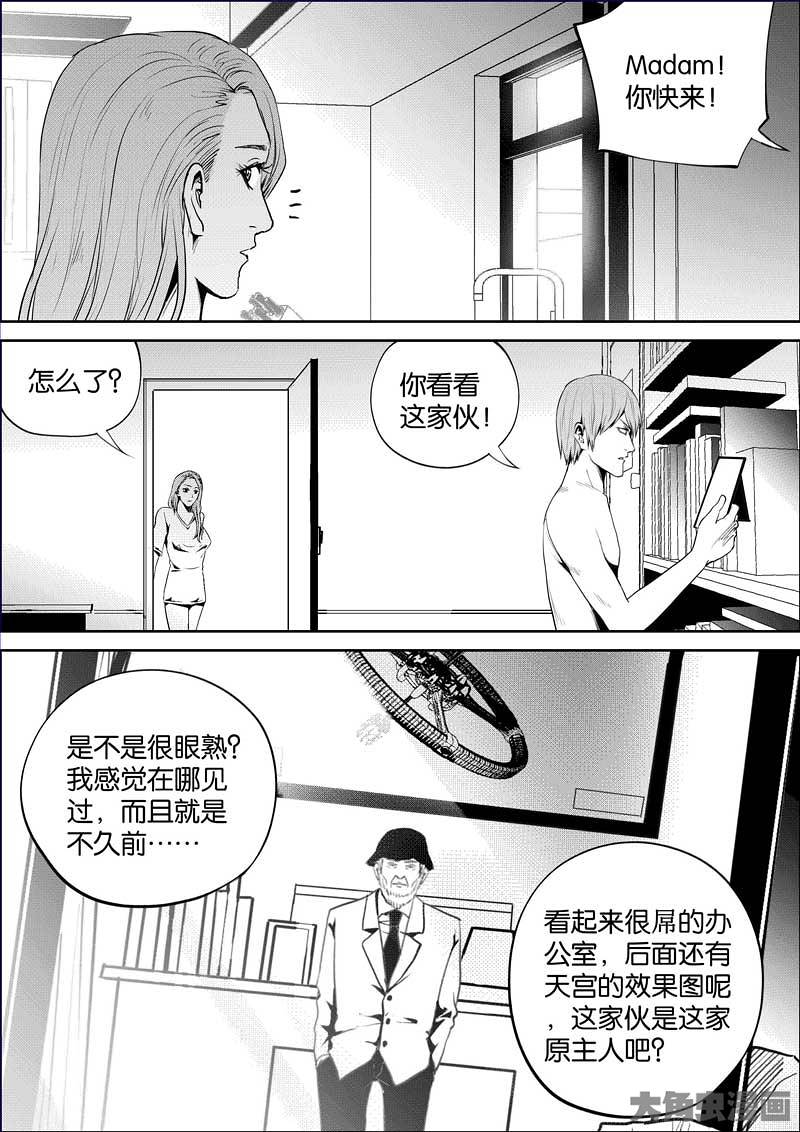 Madam!
你快来!
怎么了?
你看看
这家伙!
是不是很眼熟?
我感觉在哪见
过,而且就是
不久前……
看起来很屌的办
公室,后面还有
天宫的效果图呢
,这家伙是这家
原主人吧?
大角虫漫画